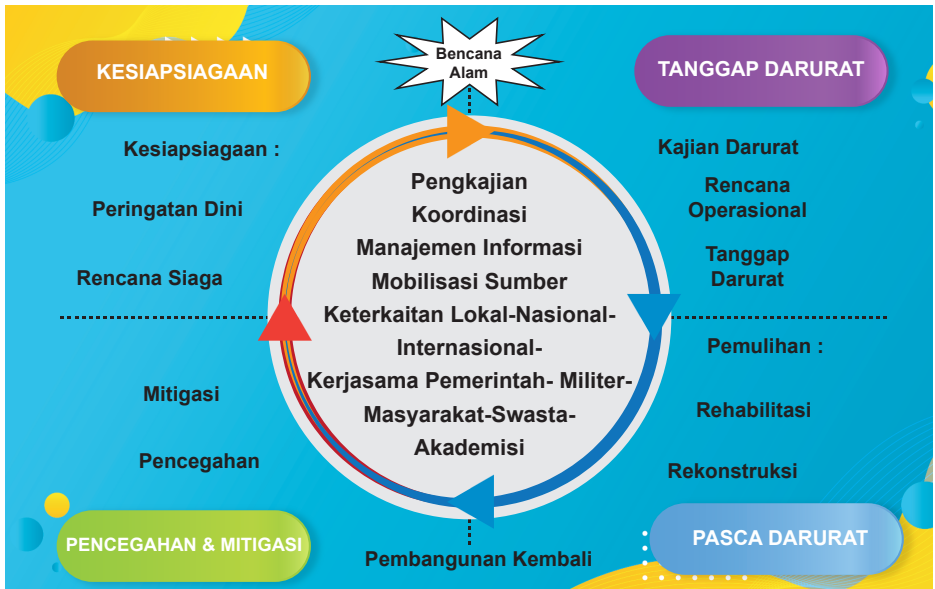 KESIAPSIAGAAN
Bencana
Alam
TANGGAP DARURAT
Kesiapsiagaan :
Peringatan Dini
Rencana Siaga
Kajian Darurat
Rencana
Operasional
Tanggap
Darurat
Pengkajian
Koordinasi
Manajemen Informasi
Mobilisasi Sumber
Keterkaitan Lokal-Nasional-
Internasional-
Kerjasama Pemerintah- Militer-
Masyarakat-Swasta-
Akademisi
Mitigasi
Pencegahan
Pemulihan :
Rehabilitasi
Rekonstruksi
PENCEGAHAN & MITIGASI
Pembangunan Kembali
PASCA DARURAT